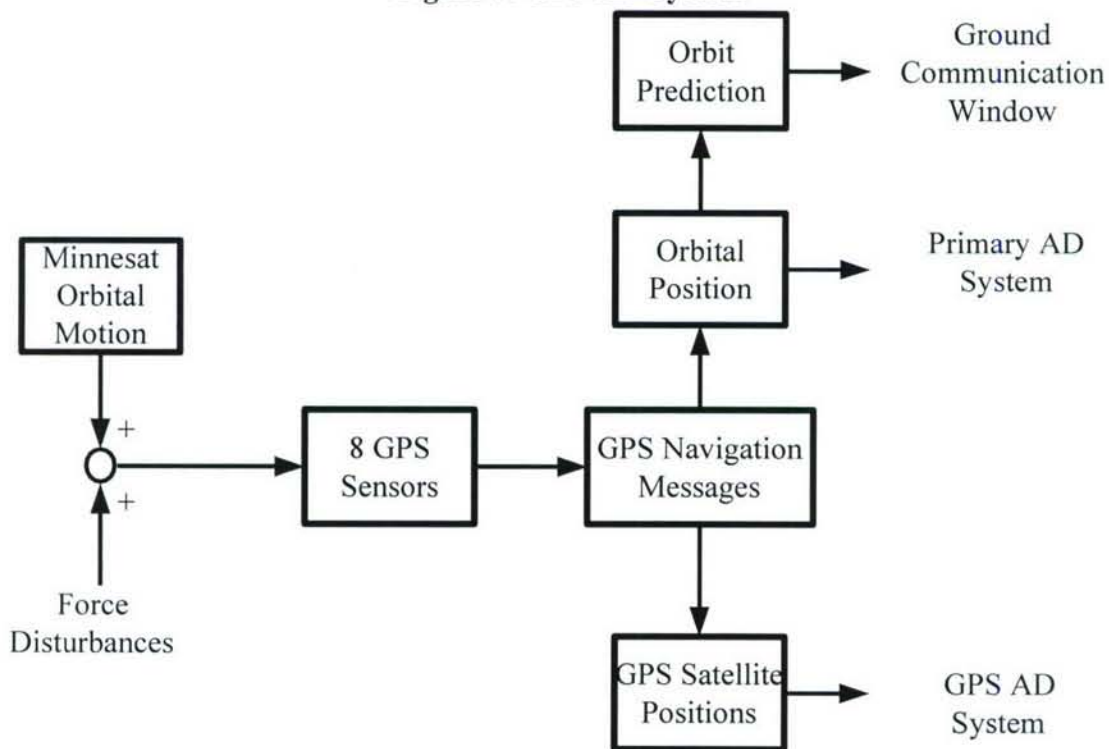 Orbit
Prediction
Ground
Communication
Window
Minnesat
Orbital
Motion
Orbital
Position
Primary AD
System
+
8 GPS
Sensors
GPS Navigation
Messages
+
Force
Disturbances
GPS Satellite
Positions
GPS AD
System